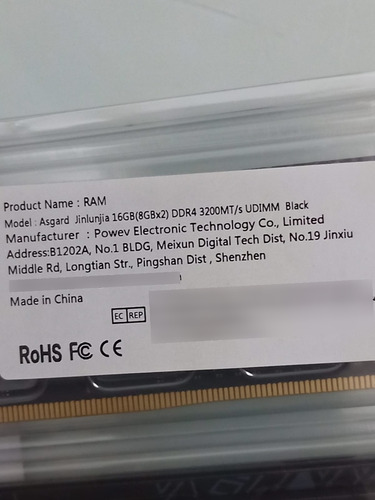 Product Name : RAM
Model : Asgard Jinlunjia 16GB(8GBx2) DDR4 3200MT/s UDIMM Black
Manufacturer : Powev Electronic Technology Co., Limited
Address:B1202A, No.1 BLDG, Meixun Digital Tech Dist, No.19 Jinxiu
Middle Rd, Longtian Str., Pingshan Dist , Shenzhen
Made in China
EC REP
RoHS FC CE